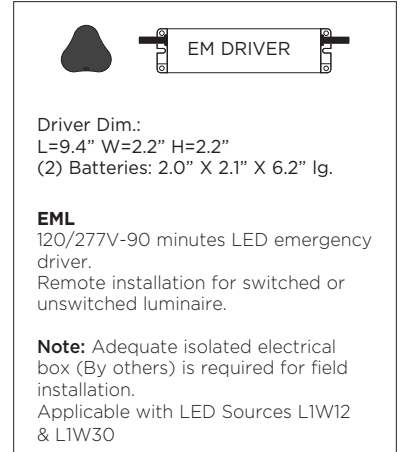 EM DRIVER
Driver Dim.:
L=9.4” W=2.2” H=2.2”
(2) Batteries: 2.0” X 2.1” X 6.2” lg.
EML
120/277V-90 minutes LED emergency
driver.
Remote installation for switched or
unswitched luminaire.
Note: Adequate isolated electrical
box (By others) is required for field
installation.
Applicable with LED Sources L1W12
& L1W30